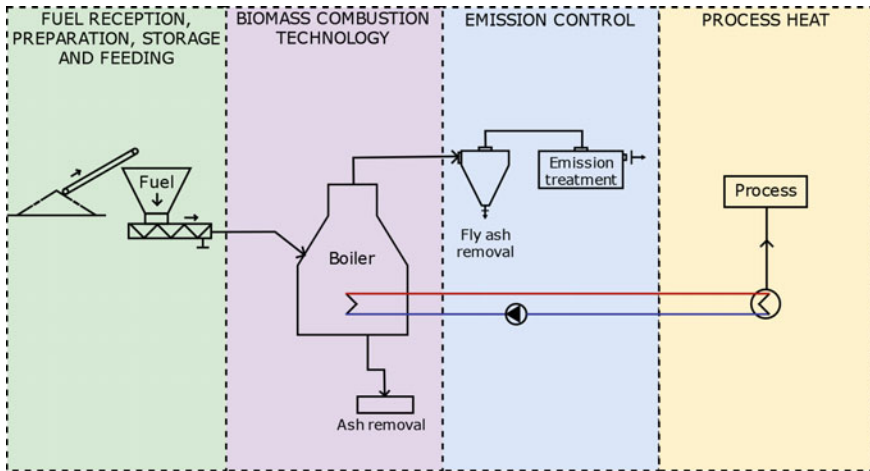 FUEL RECEPTION,
PREPARATION, STORAGE
AND FEEDING
BIOMASS COMBUSTION
TECHNOLOGY
EMISSION CONTROL
PROCESS HEAT
Fuel
Boiler
Ash removal
Fly ash
removal
Emission
treatment
Process